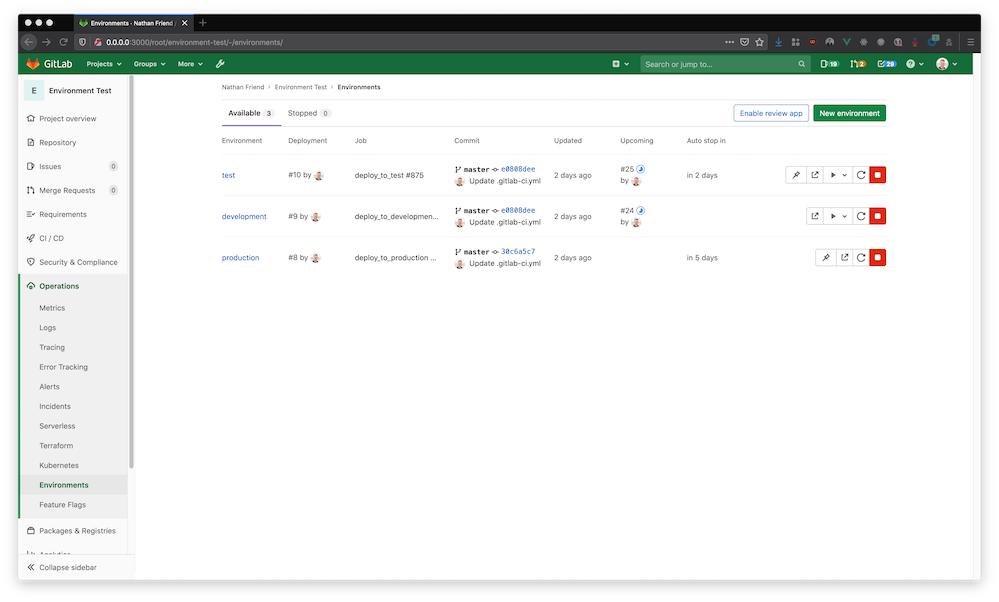 Environments · Nathan Friend /
0.0.0.0:3000/root/environment-test/-/environments/
GitLab Projects Groups More Search or jump to... 19 2 29
E Environment Test
Project overview
Repository
Issues 0
Merge Requests 0
Requirements
CI / CD
Security & Compliance
Operations
Metrics
Logs
Tracing
Error Tracking
Alerts
Incidents
Serverless
Terraform
Kubernetes
Environments
Feature Flags
Packages & Registries
Analytics
Collapse sidebar
Nathan Friend › Environment Test › Environments
Available 3 Stopped 0 Enable review app New environment
Environment Deployment Job Commit Updated Upcoming Auto stop in
test #10 by deploy_to_test #875 master e0808dee 2 days ago #25 in 2 days
Update .gitlab-ci.yml by
development #9 by deploy_to_developmen... master e0808dee 2 days ago #24
Update .gitlab-ci.yml by
production #8 by deploy_to_production ... master 30c6a5c7 2 days ago in 5 days
Update .gitlab-ci.yml